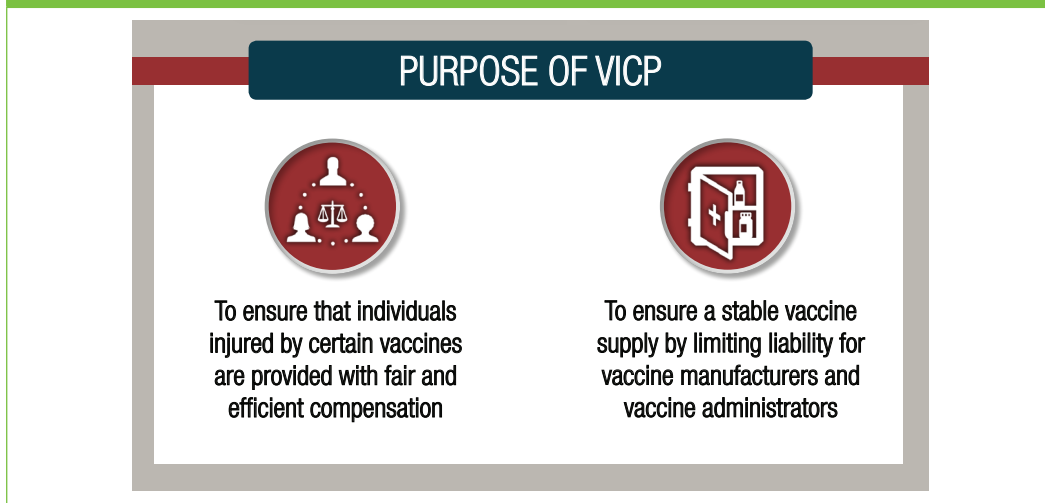 PURPOSE OF VICP
To ensure that individuals
injured by certain vaccines
are provided with fair and
efficient compensation
To ensure a stable vaccine
supply by limiting liability for
vaccine manufacturers and
vaccine administrators